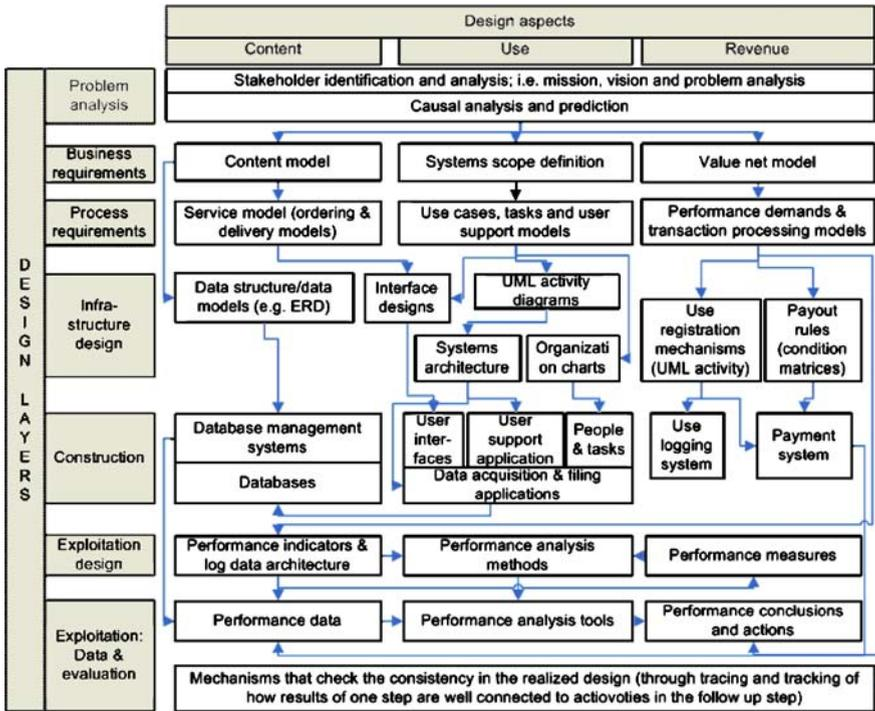 Design aspects
Content
Use
Revenue
DESIGN LAYERS
Problem
analysis
Stakeholder identification and analysis; i.e. mission, vision and problem analysis
Causal analysis and prediction
Business
requirements
Content model
Systems scope definition
Value net model
Process
requirements
Service model (ordering &
delivery models)
Use cases, tasks and user
support models
Performance demands &
transaction processing models
Infra-
structure
design
Data structure/data
models (e.g. ERD)
Interface
designs
UML activity
diagrams
Systems
architecture
Organizati
on charts
Use
registration
mechanisms
(UML activity)
Payout
rules
(condition
matrices)
Construction
Database management
systems
Databases
User
inter-
faces
User
support
application
People
& tasks
Data acquisition & filing
applications
Use
logging
system
Payment
system
Exploitation
design
Performance indicators &
log data architecture
Performance analysis
methods
Performance measures
Exploitation:
Data &
evaluation
Performance data
Performance analysis tools
Performance conclusions
and actions
Mechanisms that check the consistency in the realized design (through tracing and tracking of
how results of one step are well connected to actiovoties in the follow up step)